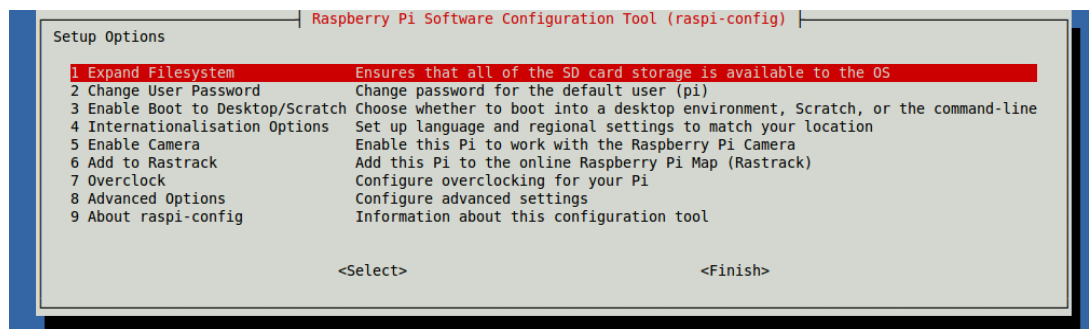 Raspberry Pi Software Configuration Tool (raspi-config)
Setup Options
1 Expand Filesystem Ensures that all of the SD card storage is available to the OS
2 Change User Password Change password for the default user (pi)
3 Enable Boot to Desktop/Scratch Choose whether to boot into a desktop environment, Scratch, or the command-line
4 Internationalisation Options Set up language and regional settings to match your location
5 Enable Camera Enable this Pi to work with the Raspberry Pi Camera
6 Add to Rastrack Add this Pi to the online Raspberry Pi Map (Rastrack)
7 Overclock Configure overclocking for your Pi
8 Advanced Options Configure advanced settings
9 About raspi-config Information about this configuration tool
<Select> <Finish>